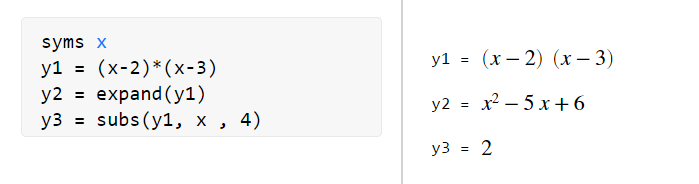 syms x
y1 = (x-2)*(x-3)
y2 = expand(y1)
y3 = subs(y1, x , 4)
y1 = (x − 2) (x − 3)
y2 = x² − 5 x + 6
y3 = 2